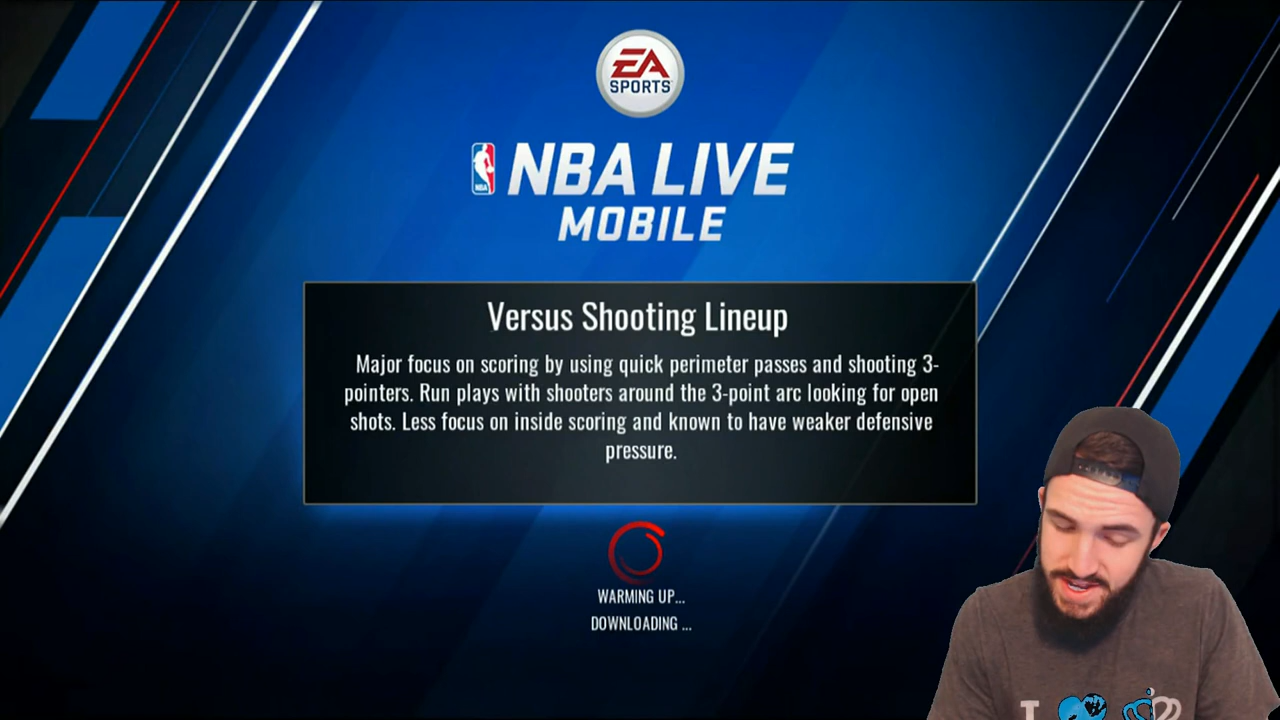 EA
SPORTS
NBA
NBA LIVE
MOBILE
Versus Shooting Lineup
Major focus on scoring by using quick perimeter passes and shooting 3-
pointers. Run plays with shooters around the 3-point arc looking for open
shots. Less focus on inside scoring and known to have weaker defensive
pressure.
WARMING UP...
DOWNLOADING ...
I